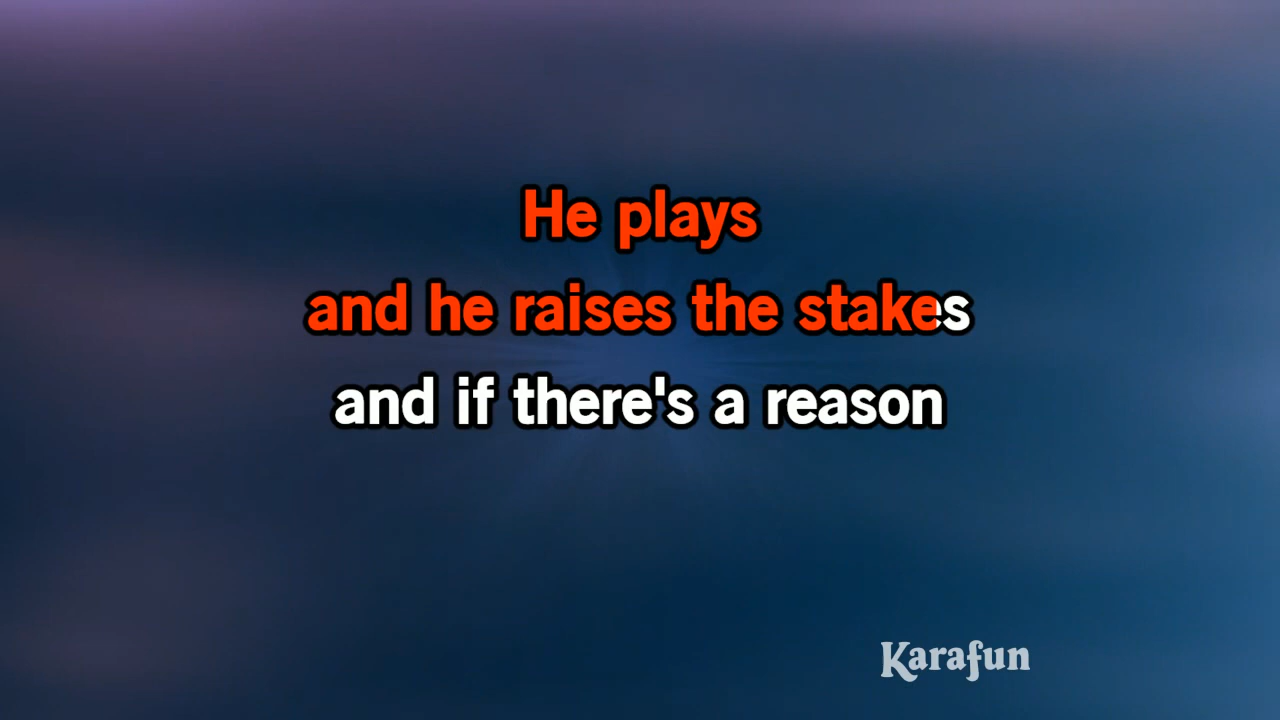 He plays
and he raises the stakes
and if there's a reason
Karafun